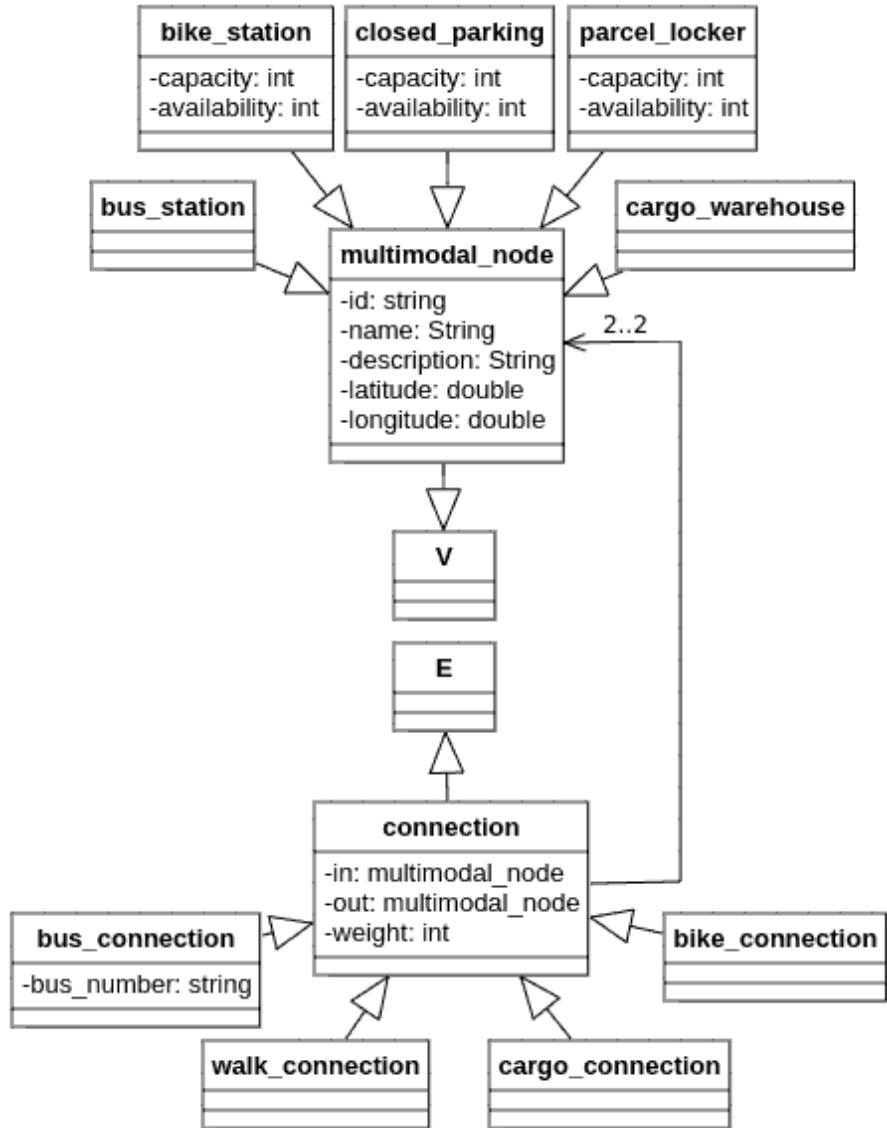 bike_station
-capacity: int
-availability: int
closed_parking
-capacity: int
-availability: int
parcel_locker
-capacity: int
-availability: int
bus_station
cargo_warehouse
multimodal_node
-id: string
-name: String
-description: String
-latitude: double
-longitude: double
2..2
V
E
connection
-in: multimodal_node
-out: multimodal_node
-weight: int
bus_connection
-bus_number: string
bike_connection
walk_connection
cargo_connection